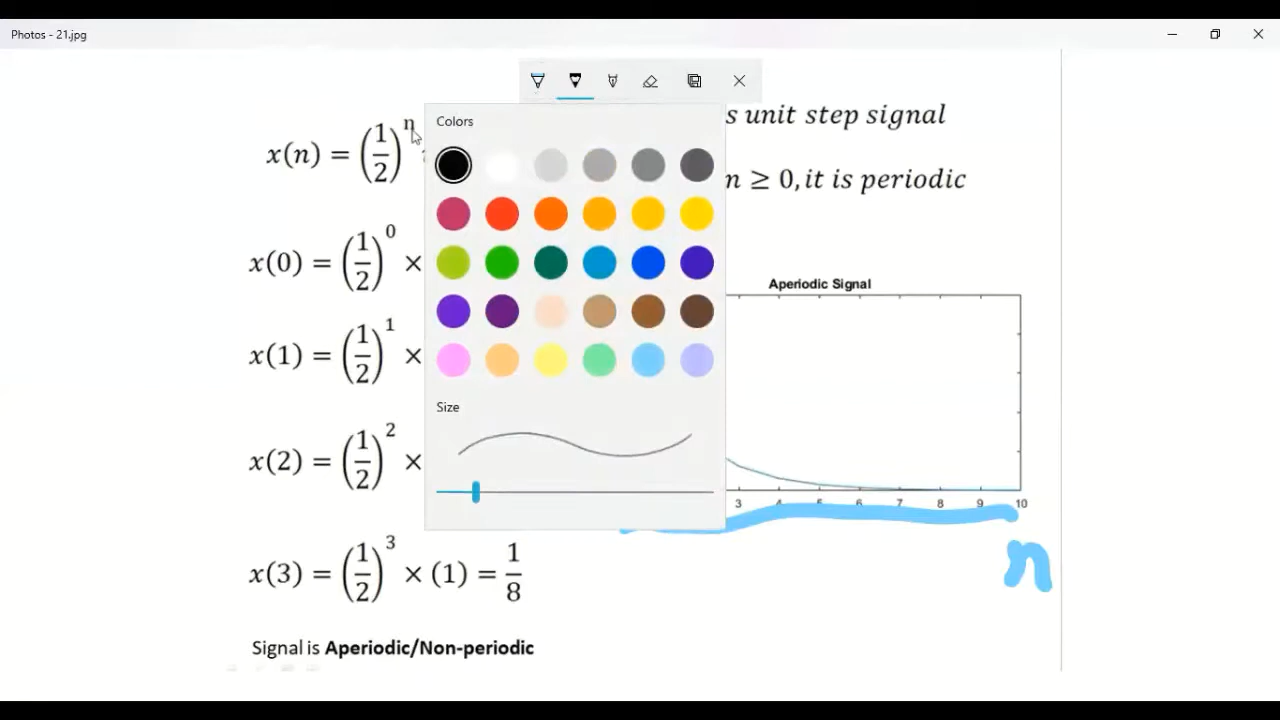 Photos - 21.jpg
s unit step signal
x(n) = (1/2)^n
n ≥ 0, it is periodic
Colors
x(0) = (1/2)^0 ×
Aperiodic Signal
x(1) = (1/2)^1 ×
Size
x(2) = (1/2)^2 ×
3 4 5 6 7 8 9 10
n
x(3) = (1/2)^3 × (1) = 1/8
Signal is Aperiodic/Non-periodic